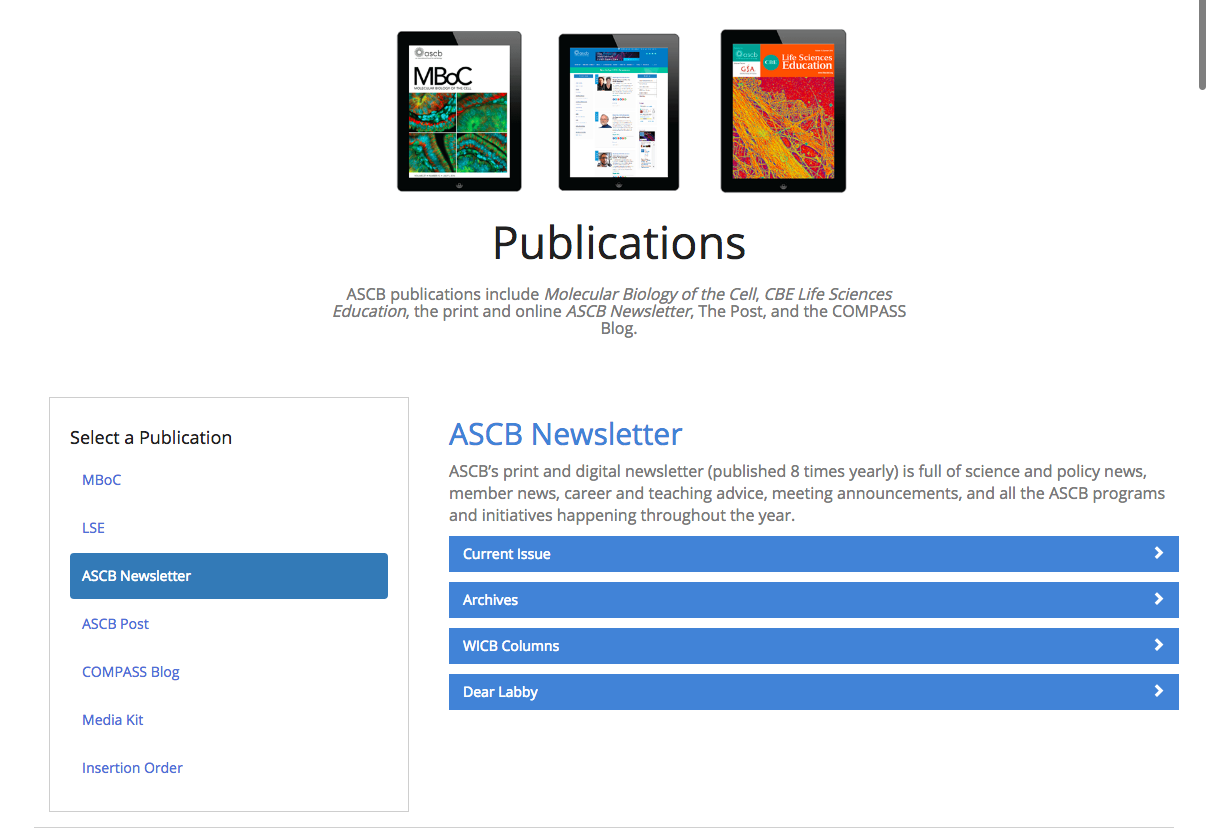 ascb
MBoC
MOLECULAR BIOLOGY OF THE CELL
ascb
ascb
GSA
CBE
Life Sciences
Education
Publications
ASCB publications include Molecular Biology of the Cell, CBE Life Sciences
Education, the print and online ASCB Newsletter, The Post, and the COMPASS
Blog.
Select a Publication
MBoC
LSE
ASCB Newsletter
ASCB Post
COMPASS Blog
Media Kit
Insertion Order
ASCB Newsletter
ASCB’s print and digital newsletter (published 8 times yearly) is full of science and policy news,
member news, career and teaching advice, meeting announcements, and all the ASCB programs
and initiatives happening throughout the year.
Current Issue
Archives
WICB Columns
Dear Labby